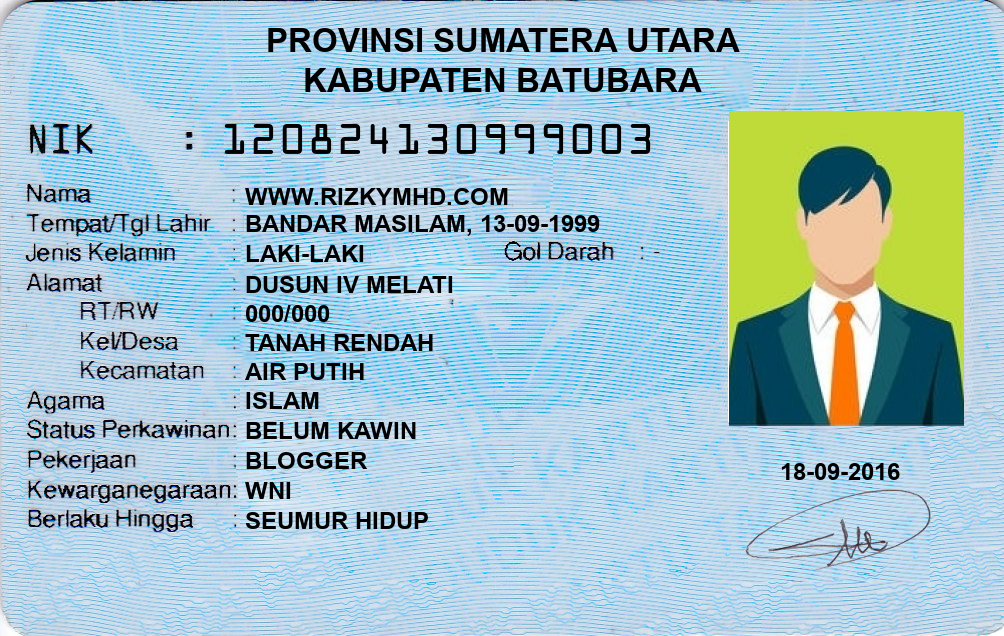 PROVINSI SUMATERA UTARA
KABUPATEN BATUBARA
NIK : 120824130999003
Nama : WWW.RIZKYMHD.COM
Tempat/Tgl Lahir : BANDAR MASILAM, 13-09-1999
Jenis Kelamin : LAKI-LAKI Gol Darah : -
Alamat : DUSUN IV MELATI
RT/RW : 000/000
Kel/Desa : TANAH RENDAH
Kecamatan : AIR PUTIH
Agama : ISLAM
Status Perkawinan: BELUM KAWIN
Pekerjaan : BLOGGER
Kewarganegaraan: WNI
Berlaku Hingga : SEUMUR HIDUP
18-09-2016